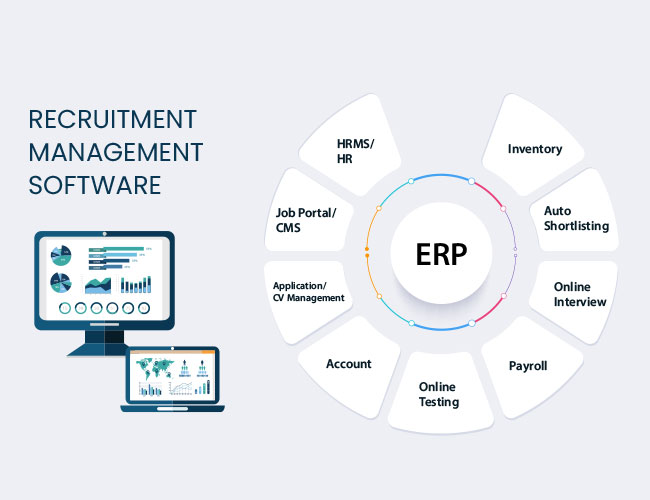 RECRUITMENT
MANAGEMENT
SOFTWARE
HRMS/
HR
Inventory
Job Portal/
CMS
Auto
Shortlisting
ERP
Application/
CV Management
Online
Interview
Account
Payroll
Online
Testing